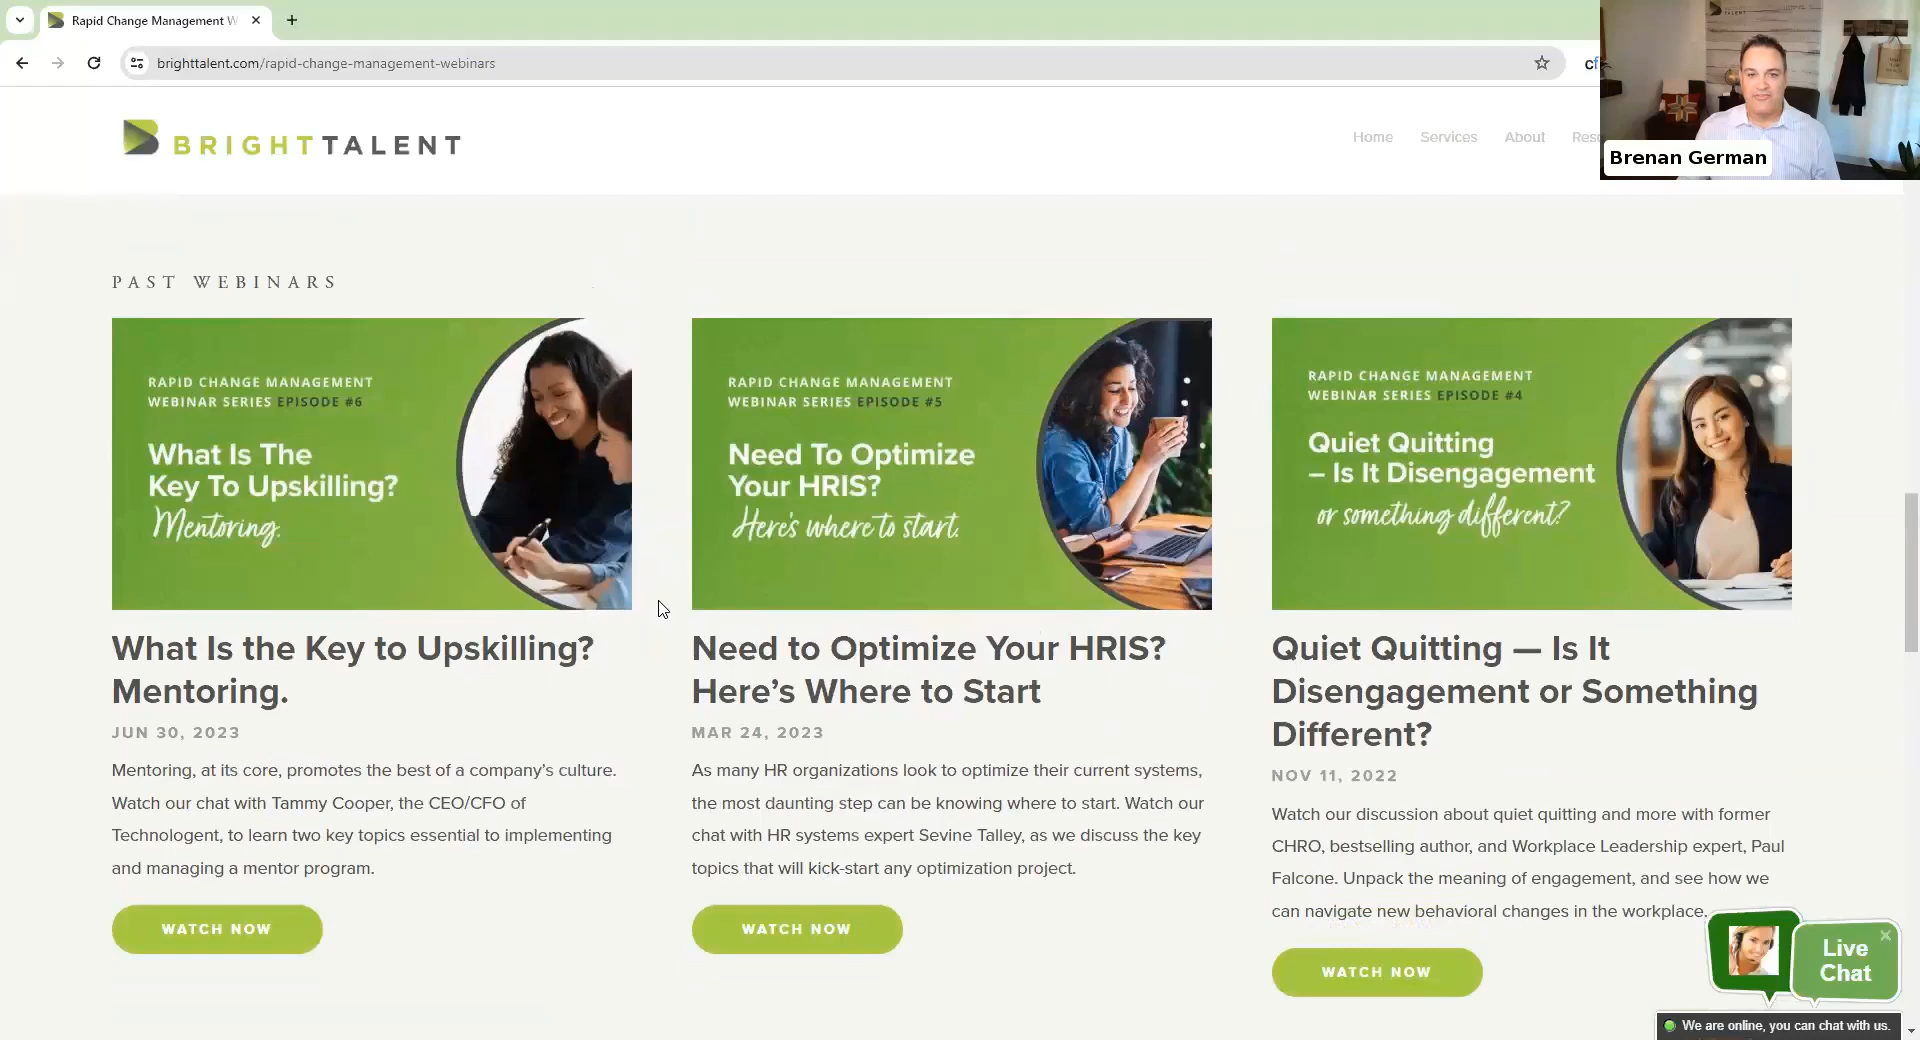 Rapid Change Management W
brighttalent.com/rapid-change-management-webinars
BRIGHTTALENT
Home Services About
Brenan German
PAST WEBINARS
RAPID CHANGE MANAGEMENT
WEBINAR SERIES EPISODE #6
What Is The
Key To Upskilling?
Mentoring.
RAPID CHANGE MANAGEMENT
WEBINAR SERIES EPISODE #5
Need To Optimize
Your HRIS?
Here's where to start.
RAPID CHANGE MANAGEMENT
WEBINAR SERIES EPISODE #4
Quiet Quitting
– Is It Disengagement
or something different?
What Is the Key to Upskilling?
Mentoring.
JUN 30, 2023
Mentoring, at its core, promotes the best of a company's culture.
Watch our chat with Tammy Cooper, the CEO/CFO of
Technologent, to learn two key topics essential to implementing
and managing a mentor program.
WATCH NOW
Need to Optimize Your HRIS?
Here's Where to Start
MAR 24, 2023
As many HR organizations look to optimize their current systems,
the most daunting step can be knowing where to start. Watch our
chat with HR systems expert Sevine Talley, as we discuss the key
topics that will kick-start any optimization project.
WATCH NOW
Quiet Quitting — Is It
Disengagement or Something
Different?
NOV 11, 2022
Watch our discussion about quiet quitting and more with former
CHRO, bestselling author, and Workplace Leadership expert, Paul
Falcone. Unpack the meaning of engagement, and see how we
can navigate new behavioral changes in the workplace.
WATCH NOW
Live
Chat
We are online, you can chat with us.